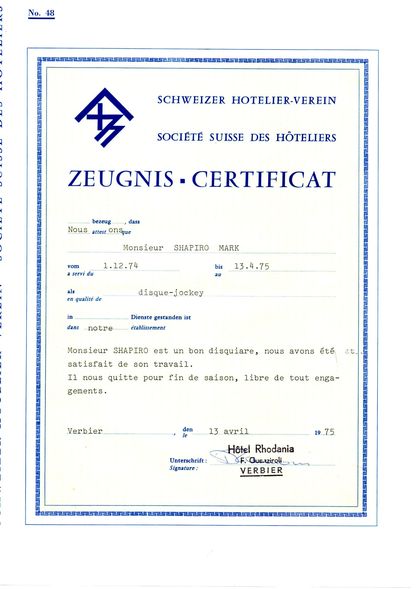 No. 48
SCHWEIZER HOTELIER-VEREIN
SOCIÉTÉ SUISSE DES HÔTELIERS
ZEUGNIS ▪ CERTIFICAT
bezeug , dass
Nous attest ons que
Monsieur SHAPIRO MARK
vom 1.12.74 bis 13.4.75
a servi du au
als disque-jockey
en qualité de
in Dienste gestanden ist
dans notre établissement
Monsieur SHAPIRO est un bon disquiare, nous avons été
satisfait de son travail.
Il nous quitte pour fin de saison, libre de tout enga-
gements.
Verbier , den 13 avril 1975
le
Hôtel Rhodania
Unterschrift: F.
Signature: VERBIER